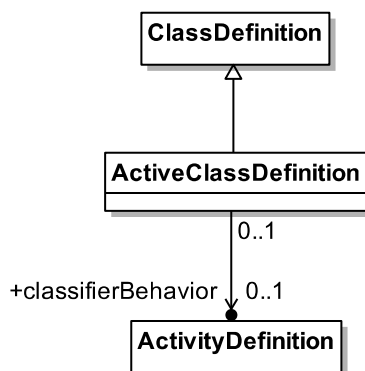 ClassDefinition
ActiveClassDefinition
0..1
+classifierBehavior 0..1
ActivityDefinition